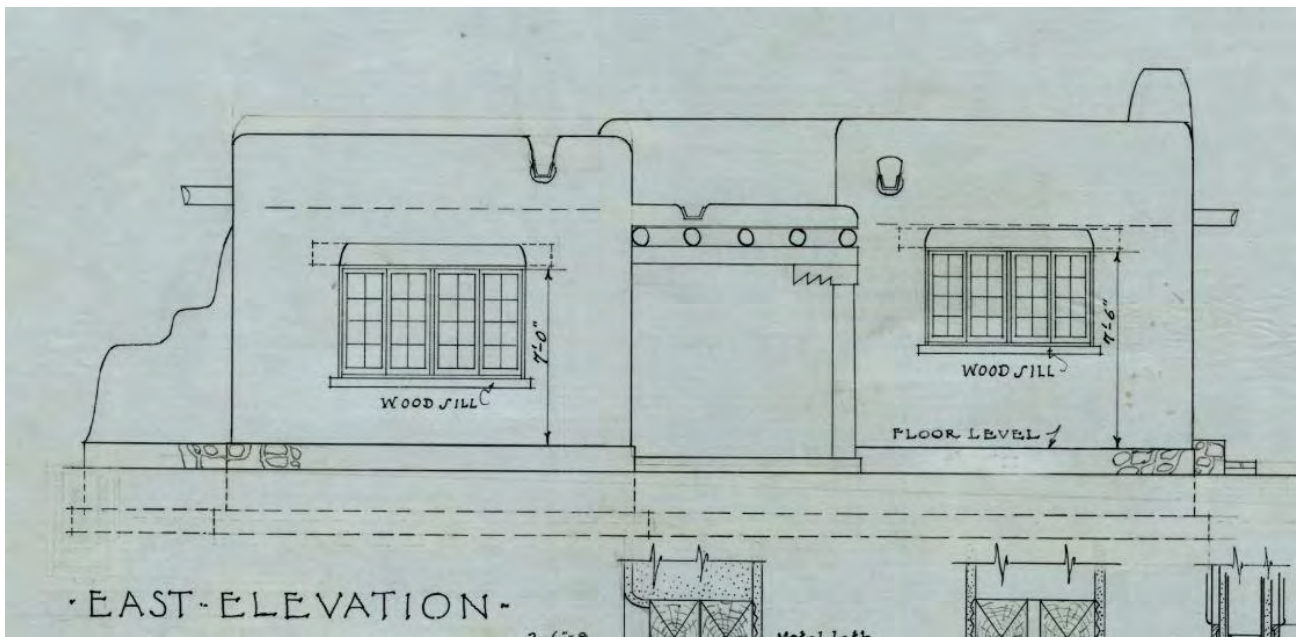 7'-0"
7'-6"
WOOD SILL
WOOD SILL
FLOOR LEVEL
·EAST·ELEVATION·
Metal lath